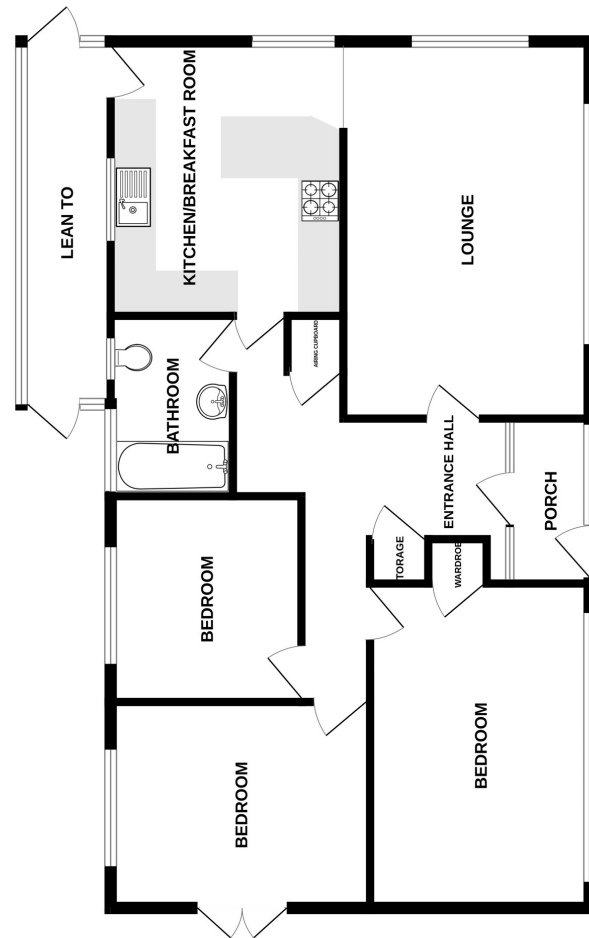 LEAN TO
KITCHEN/BREAKFAST ROOM
LOUNGE
AIRING CUPBOARD
BATHROOM
ENTRANCE HALL
PORCH
TORAGE
WARDROBE
BEDROOM
BEDROOM
BEDROOM